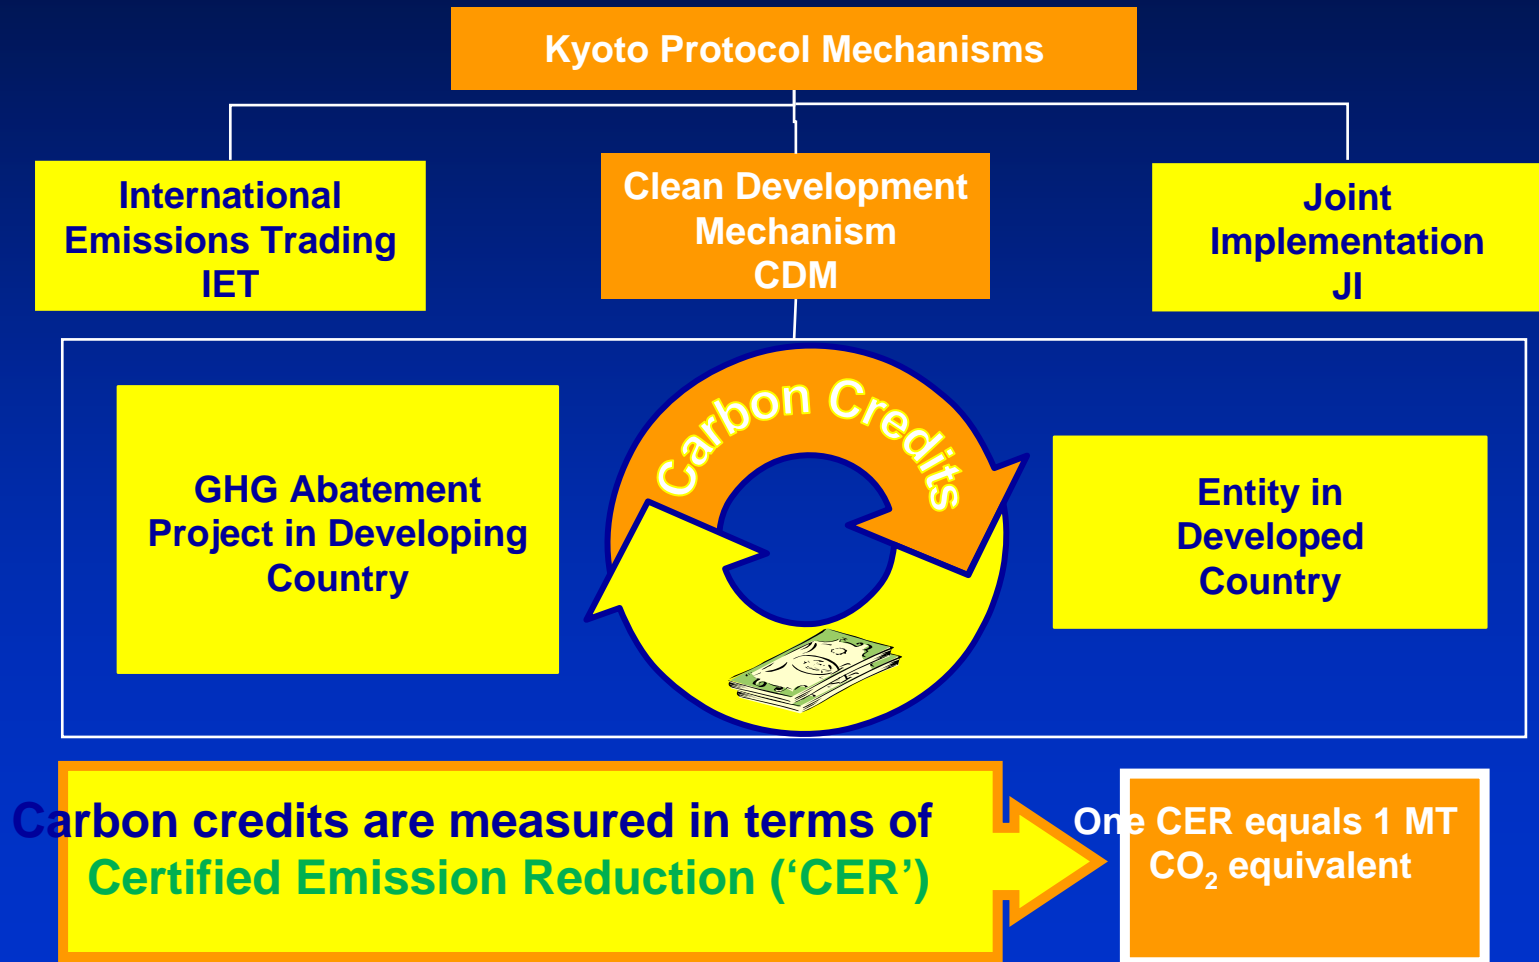 Kyoto Protocol Mechanisms
International
Emissions Trading
IET
Clean Development
Mechanism
CDM
Joint
Implementation
JI
Carbon Credits
GHG Abatement
Project in Developing
Country
Entity in
Developed
Country
Carbon credits are measured in terms of
Certified Emission Reduction (‘CER’)
One CER equals 1 MT
CO₂ equivalent